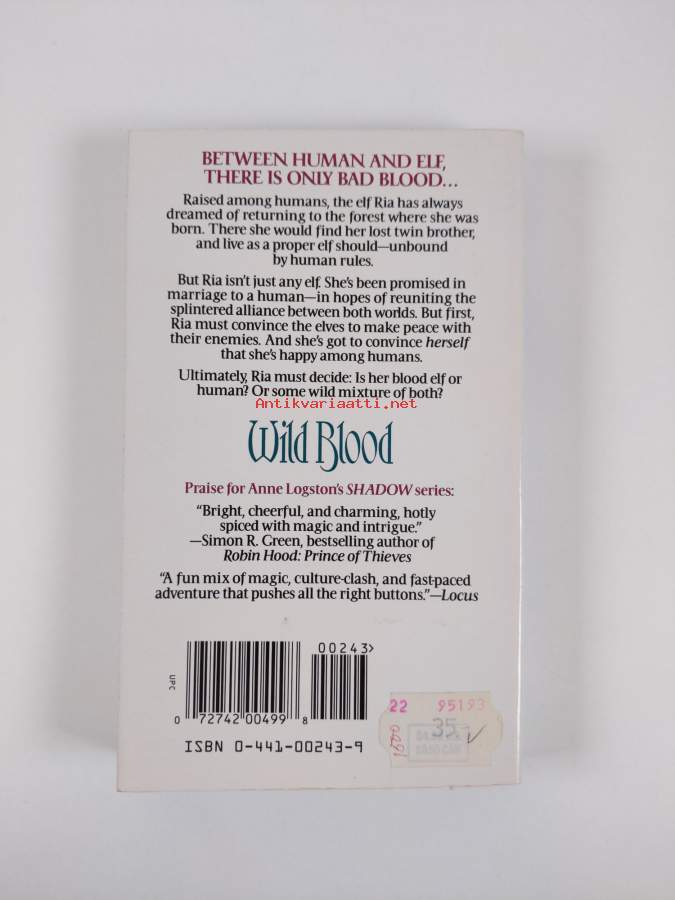 BETWEEN HUMAN AND ELF,
THERE IS ONLY BAD BLOOD...
Raised among humans, the elf Ria has always
dreamed of returning to the forest where she was
born. There she would find her lost twin brother,
and live as a proper elf should—unbound
by human rules.
But Ria isn't just any elf. She's been promised in
marriage to a human—in hopes of reuniting the
splintered alliance between both worlds. But first,
Ria must convince the elves to make peace with
their enemies. And she's got to convince herself
that she's happy among humans.
Ultimately, Ria must decide: Is her blood elf or
human? Or some wild mixture of both?
Antikvariaatti.net
Wild Blood
Praise for Anne Logston's SHADOW series:
"Bright, cheerful, and charming, hotly
spiced with magic and intrigue."
—Simon R. Green, bestselling author of
Robin Hood: Prince of Thieves
"A fun mix of magic, culture-clash, and fast-paced
adventure that pushes all the right buttons."—Locus
00243>
UPC
0 72742 00499 8
ISBN 0-441-00243-9
22 95193
35-